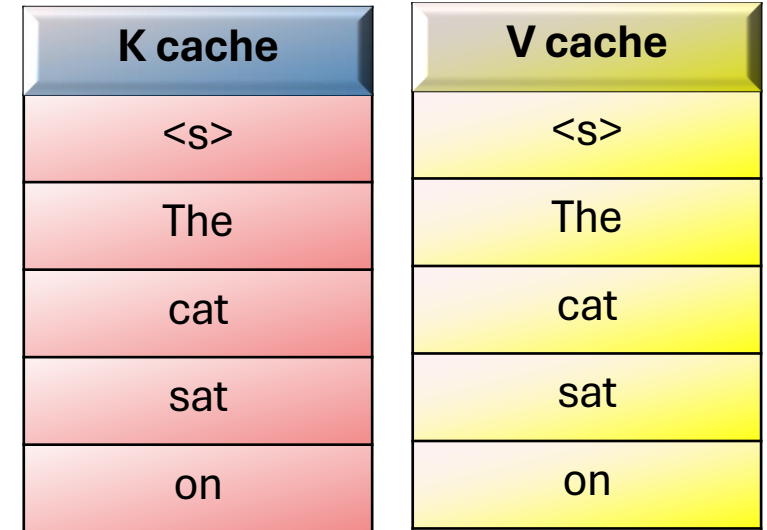 K cache
<s>
The
cat
sat
on
V cache
<s>
The
cat
sat
on